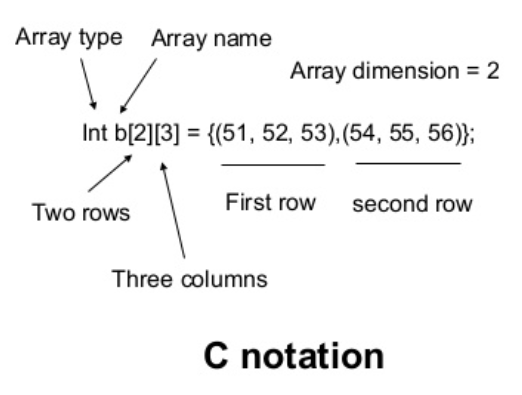 Array type Array name
Array dimension = 2
Int b[2][3] = {(51, 52, 53),(54, 55, 56)};
Two rows First row second row
Three columns
C notation